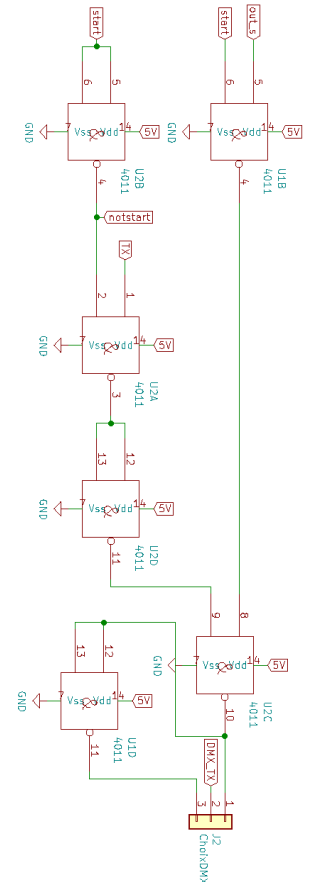 start
start
out_s
6
5
6
5
7
Vss
Vdd
14
5V
GND
7
Vss
Vdd
14
5V
GND
4
U2B
4011
4
U1B
4011
notstart
TX
2
1
7
Vss
Vdd
14
5V
GND
3
U2A
4011
13
12
7
Vss
Vdd
14
5V
GND
11
U2D
4011
9
8
13
12
7
Vss
Vdd
14
5V
GND
10
U2C
4011
7
Vss
Vdd
14
5V
GND
11
U1D
4011
DMX_TX
3
2
1
J2
ChoixDMX